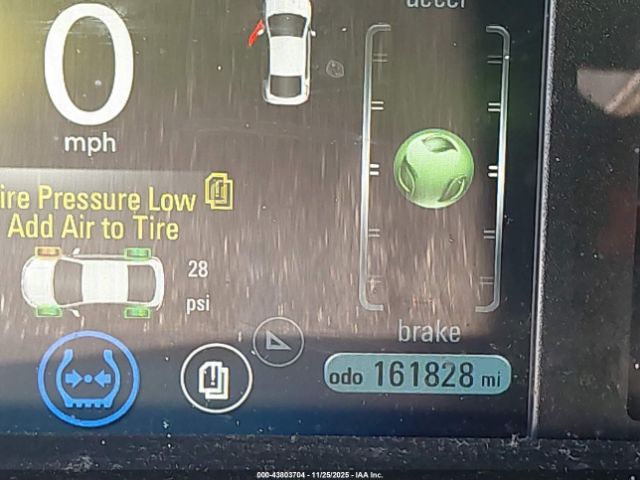 0
mph
ire Pressure Low
Add Air to Tire
28
psi
brake
odo 161828 mi
000-43803704 - 11/25/2025 - IAA Inc.